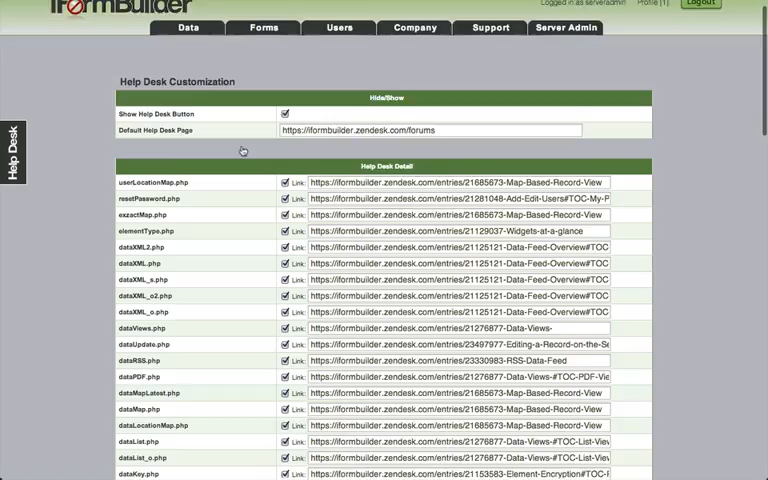 iFormBuilder
Logged in as serveradmin Profile [1] Logout
Data Forms Users Company Support Server Admin
Help Desk
Help Desk Customization
Hide/Show
Show Help Desk Button
Default Help Desk Page https://iformbuilder.zendesk.com/forums
Help Desk Detail
userLocationMap.php Link: https://iformbuilder.zendesk.com/entries/21685673-Map-Based-Record-View
resetPassword.php Link: https://iformbuilder.zendesk.com/entries/21281048-Add-Edit-Users#TOC-My-P
exzactMap.php Link: https://iformbuilder.zendesk.com/entries/21685673-Map-Based-Record-View
elementType.php Link: https://iformbuilder.zendesk.com/entries/21129037-Widgets-at-a-glance
dataXML2.php Link: https://iformbuilder.zendesk.com/entries/21125121-Data-Feed-Overview#TOC
dataXML.php Link: https://iformbuilder.zendesk.com/entries/21125121-Data-Feed-Overview#TOC
dataXML_s.php Link: https://iformbuilder.zendesk.com/entries/21125121-Data-Feed-Overview#TOC
dataXML_o2.php Link: https://iformbuilder.zendesk.com/entries/21125121-Data-Feed-Overview#TOC
dataXML_o.php Link: https://iformbuilder.zendesk.com/entries/21125121-Data-Feed-Overview#TOC
dataViews.php Link: https://iformbuilder.zendesk.com/entries/21276877-Data-Views-
dataUpdate.php Link: https://iformbuilder.zendesk.com/entries/23497977-Editing-a-Record-on-the-Se
dataRSS.php Link: https://iformbuilder.zendesk.com/entries/23330983-RSS-Data-Feed
dataPDF.php Link: https://iformbuilder.zendesk.com/entries/21276877-Data-Views-#TOC-PDF-Vie
dataMapLatest.php Link: https://iformbuilder.zendesk.com/entries/21685673-Map-Based-Record-View
dataMap.php Link: https://iformbuilder.zendesk.com/entries/21685673-Map-Based-Record-View
dataLocationMap.php Link: https://iformbuilder.zendesk.com/entries/21685673-Map-Based-Record-View
dataList.php Link: https://iformbuilder.zendesk.com/entries/21276877-Data-Views-#TOC-List-View
dataList_o.php Link: https://iformbuilder.zendesk.com/entries/21276877-Data-Views-#TOC-List-View
dataKey.php Link: https://iformbuilder.zendesk.com/entries/21153583-Element-Encryption#TOC-F